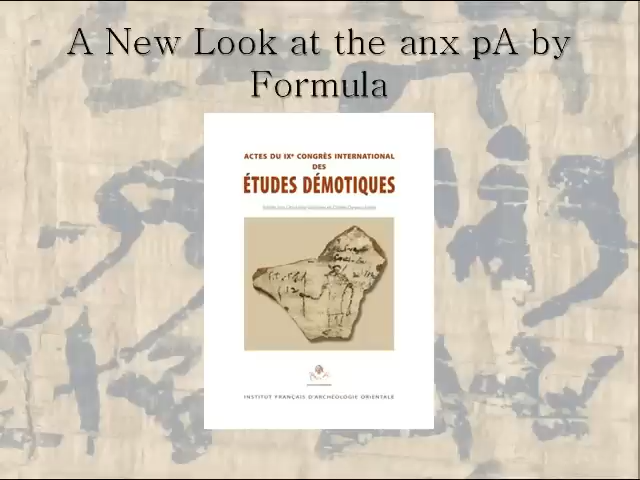 A New Look at the anx pA by
Formula
ACTES DU IXe CONGRÈS INTERNATIONAL
DES
ÉTUDES DÉMOTIQUES
INSTITUT FRANÇAIS D'ARCHÉOLOGIE ORIENTALE